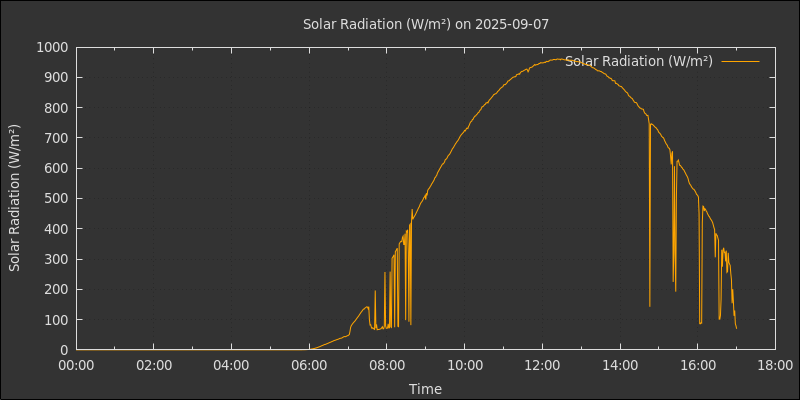 Solar Radiation (W/m²) on 2025-09-07
Solar Radiation (W/m²)
Solar Radiation (W/m²)
1000
900
800
700
600
500
400
300
200
100
0
00:00 02:00 04:00 06:00 08:00 10:00 12:00 14:00 16:00 18:00
Time